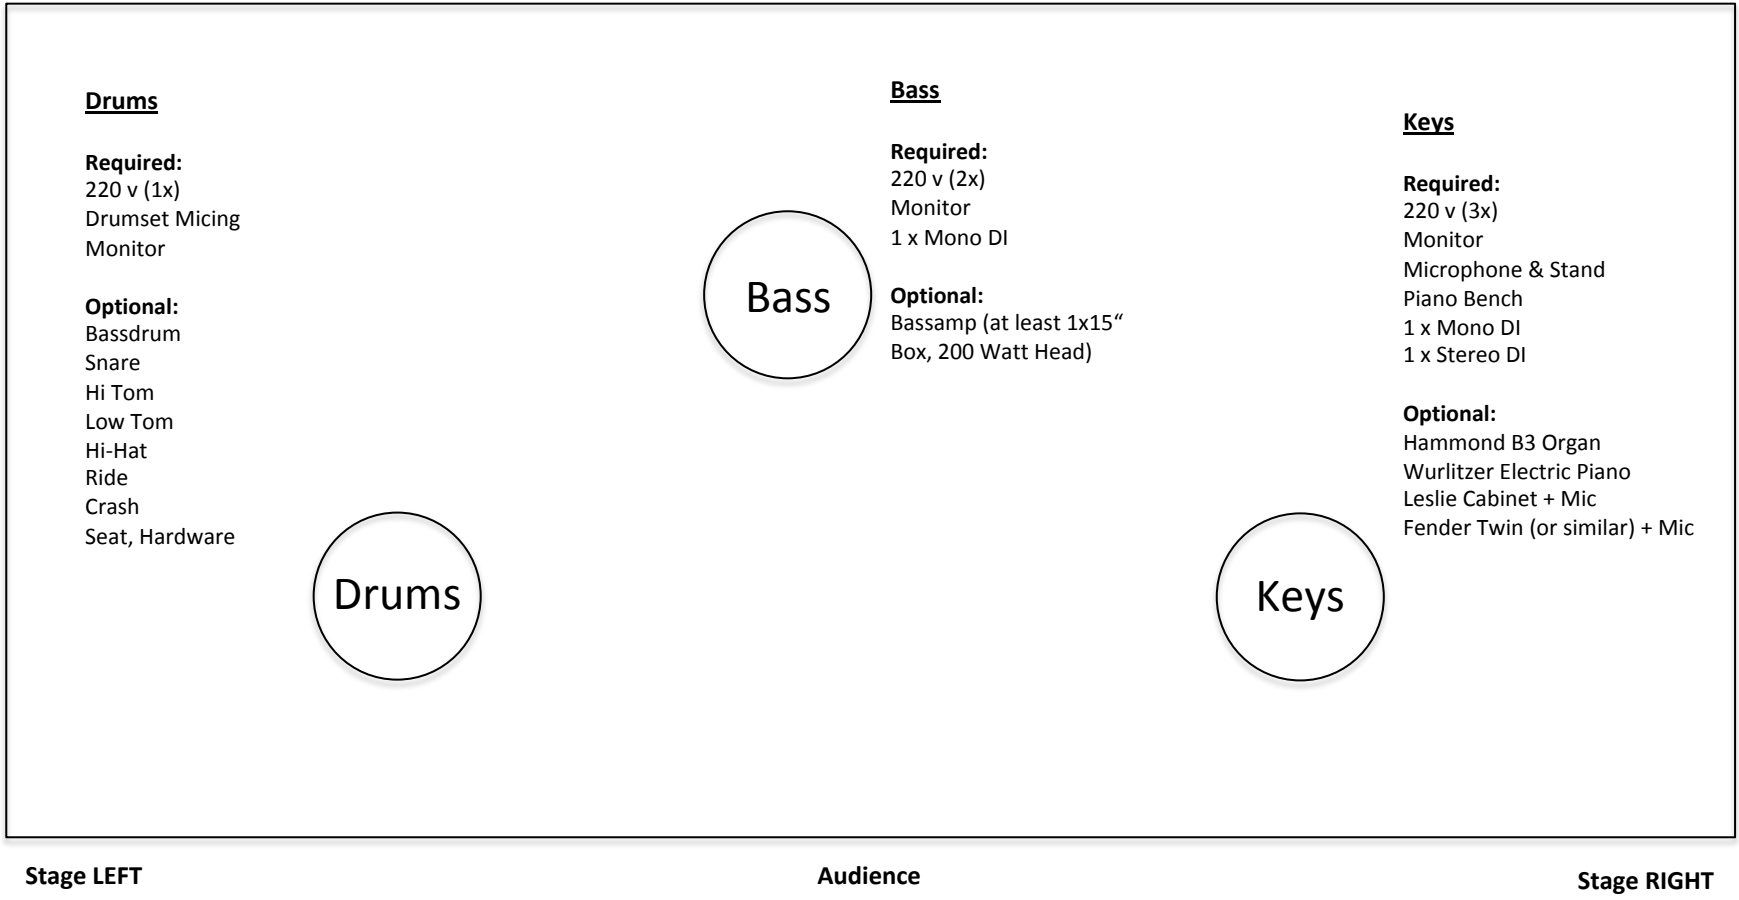 Drums
Required:
220 v (1x)
Drumset Micing
Monitor
Optional:
Bassdrum
Snare
Hi Tom
Low Tom
Hi-Hat
Ride
Crash
Seat, Hardware
Drums
Bass
Bass
Required:
220 v (2x)
Monitor
1 x Mono DI
Optional:
Bassamp (at least 1x15“
Box, 200 Watt Head)
Keys
Required:
220 v (3x)
Monitor
Microphone & Stand
Piano Bench
1 x Mono DI
1 x Stereo DI
Optional:
Hammond B3 Organ
Wurlitzer Electric Piano
Leslie Cabinet + Mic
Fender Twin (or similar) + Mic
Keys
Stage LEFT
Audience
Stage RIGHT